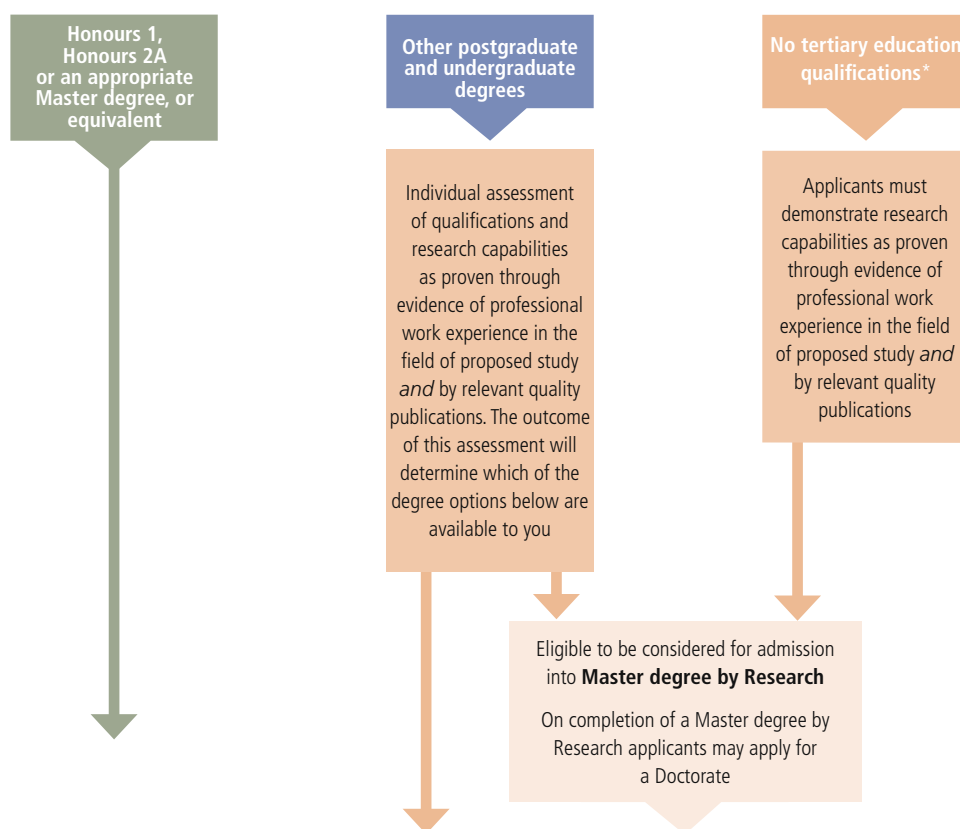 Honours 1,
Honours 2A
or an appropriate
Master degree, or
equivalent
Other postgraduate
and undergraduate
degrees
No tertiary education
qualifications*
Individual assessment
of qualifications and
research capabilities
as proven through
evidence of professional
work experience in the
field of proposed study
and by relevant quality
publications. The outcome
of this assessment will
determine which of the
degree options below are
available to you
Applicants must
demonstrate research
capabilities as proven
through evidence of
professional work
experience in the field
of proposed study and
by relevant quality
publications
Eligible to be considered for admission
into Master degree by Research
On completion of a Master degree by
Research applicants may apply for
a Doctorate